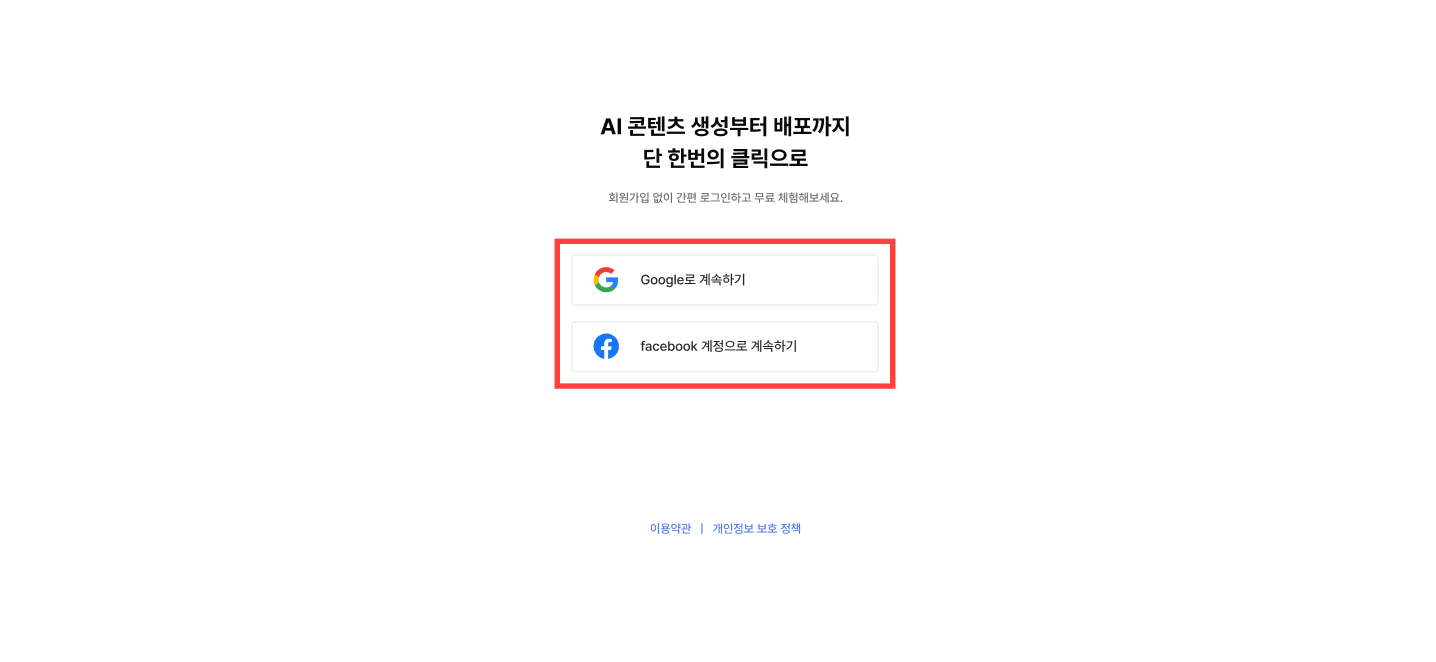 AI 콘텐츠 생성부터 배포까지
단 한번의 클릭으로
회원가입 없이 간편 로그인하고 무료 체험해보세요.
Google로 계속하기
facebook 계정으로 계속하기
이용약관 | 개인정보 보호 정책